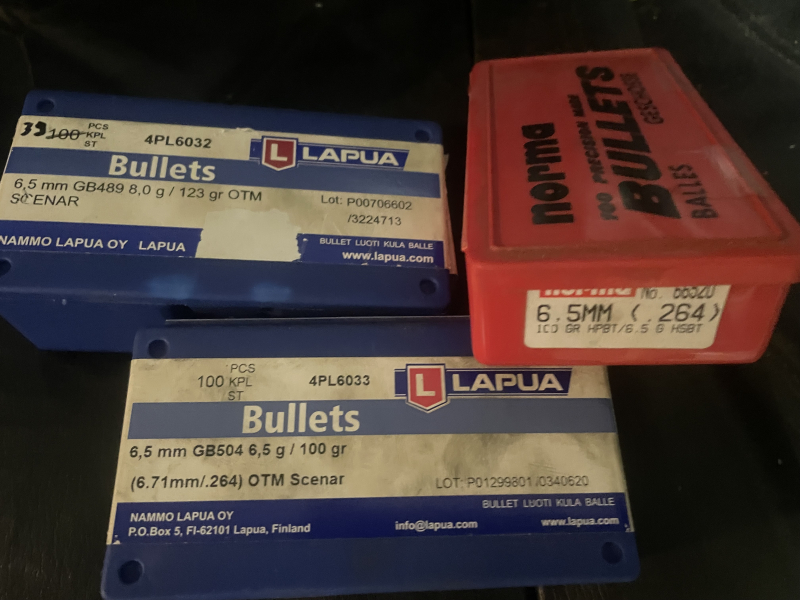 39 100 PCS
KPL
ST
4PL6032
LAPUA
Bullets
6,5 mm GB489 8,0 g / 123 gr OTM
SCENAR
Lot: P00706602
/3224713
NAMMO LAPUA OY LAPUA
BULLET LUOTI KULA BALLE
www.lapua.com
norma
100 PRECISION MADE
BULLETS
GESCHOSSE
BALLES
norma No. 66520
6.5MM (.264)
100 GR HPBT/6.5 G HSBT
100 PCS
KPL
ST
4PL6033
LAPUA
Bullets
6,5 mm GB504 6,5 g / 100 gr
(6.71mm/.264) OTM Scenar
LOT: P01299801/0340620
BULLET LUOTI KULA BALLE
NAMMO LAPUA OY
P.O.Box 5, FI-62101 Lapua, Finland
info@lapua.com
www.lapua.com